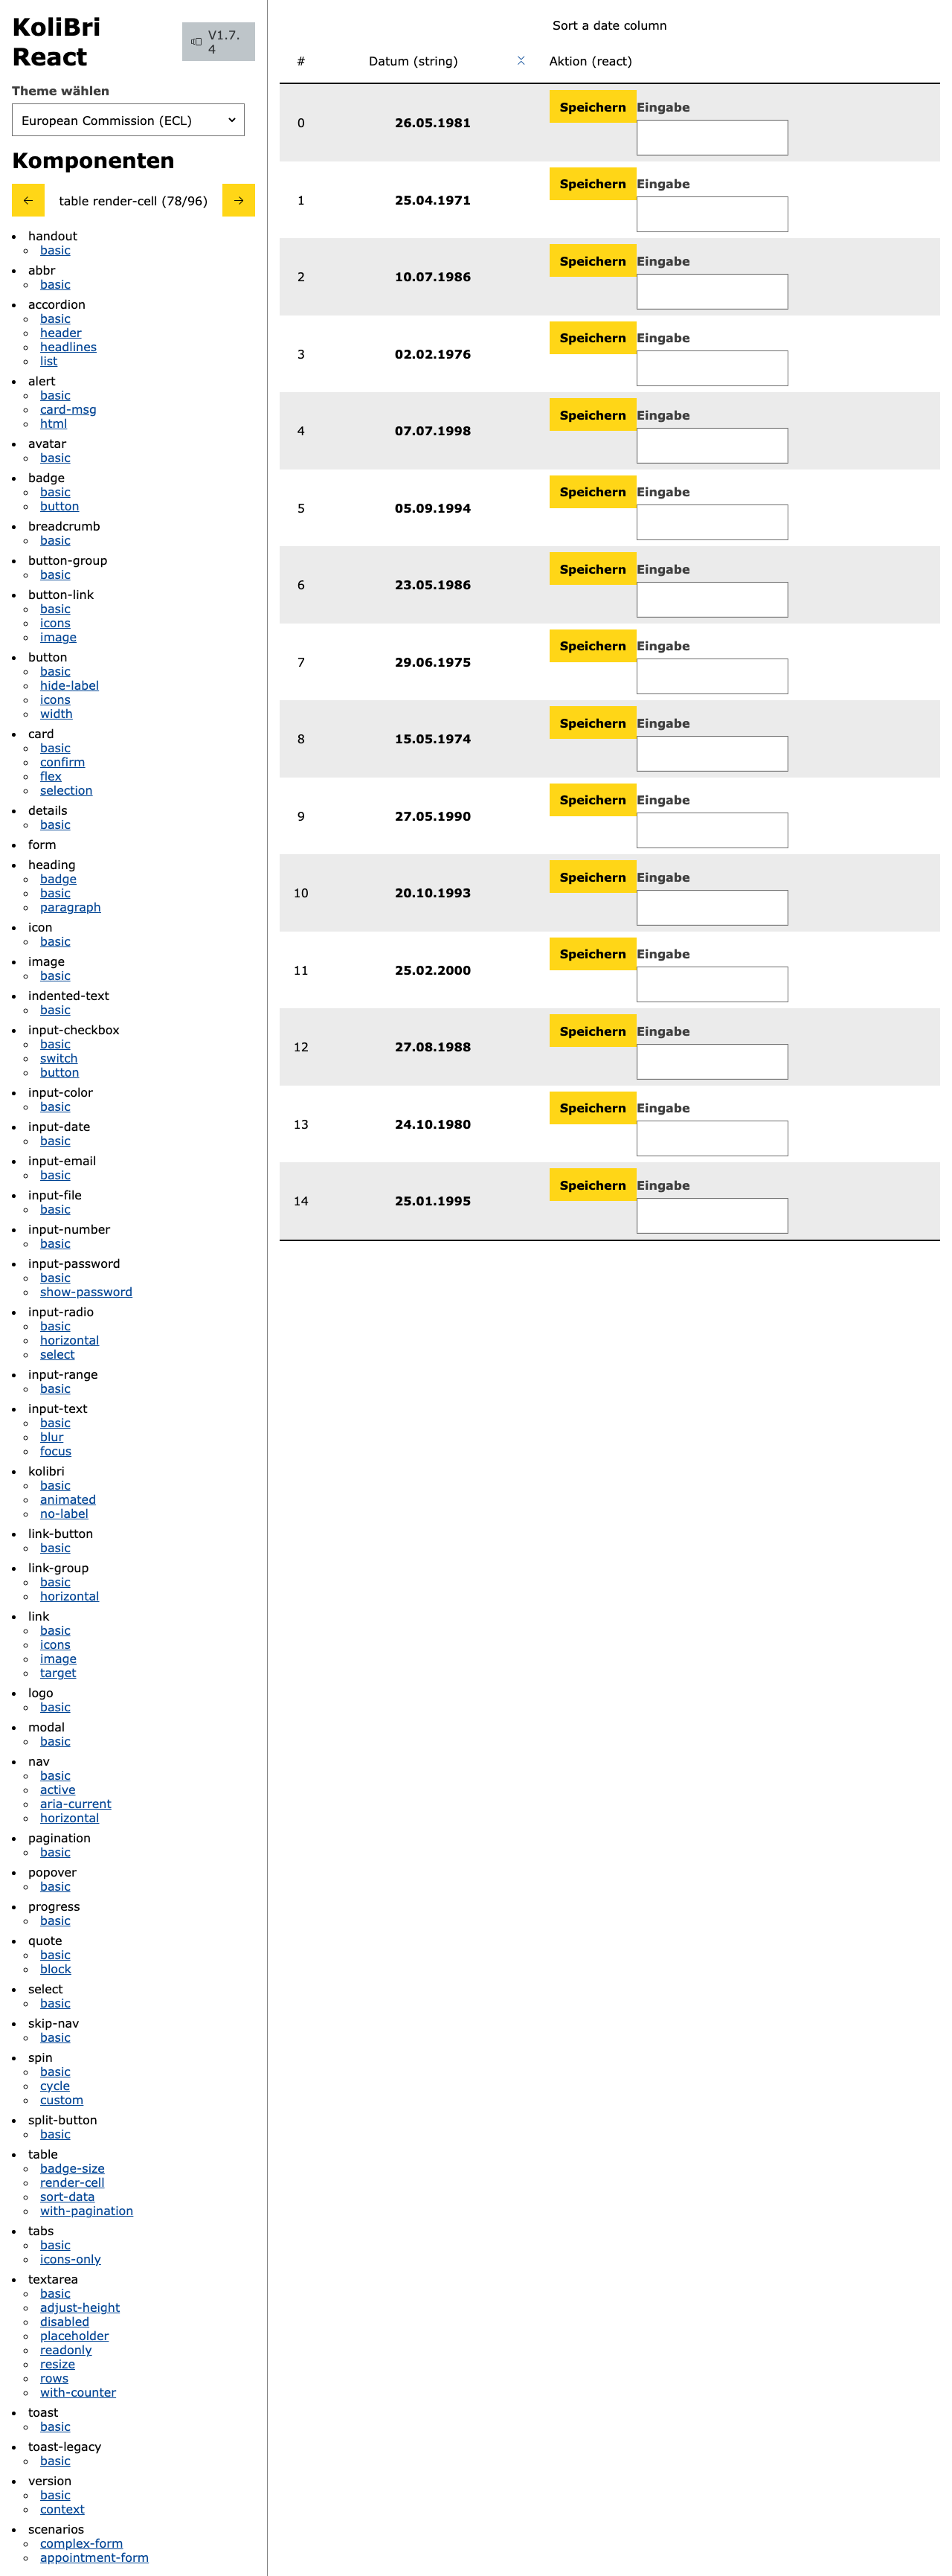 KoliBri
React
V1.7.
4
Theme wählen
European Commission (ECL)
Komponenten
← table render-cell (78/96) →
handout
basic
abbr
basic
accordion
basic
header
headlines
list
alert
basic
card-msg
html
avatar
basic
badge
basic
button
breadcrumb
basic
button-group
basic
button-link
basic
icons
image
button
basic
hide-label
icons
width
card
basic
confirm
flex
selection
details
basic
form
heading
badge
basic
paragraph
icon
basic
image
basic
indented-text
basic
input-checkbox
basic
switch
button
input-color
basic
input-date
basic
input-email
basic
input-file
basic
input-number
basic
input-password
basic
show-password
input-radio
basic
horizontal
select
input-range
basic
input-text
basic
blur
focus
kolibri
basic
animated
no-label
link-button
basic
link-group
basic
horizontal
link
basic
icons
image
target
logo
basic
modal
basic
nav
basic
active
aria-current
horizontal
pagination
basic
popover
basic
progress
basic
quote
basic
block
select
basic
skip-nav
basic
spin
basic
cycle
custom
split-button
basic
table
badge-size
render-cell
sort-data
with-pagination
tabs
basic
icons-only
textarea
basic
adjust-height
disabled
placeholder
readonly
resize
rows
with-counter
toast
basic
toast-legacy
basic
version
basic
context
scenarios
complex-form
appointment-form
Sort a date column
# Datum (string) Aktion (react)
0 26.05.1981 Speichern Eingabe
1 25.04.1971 Speichern Eingabe
2 10.07.1986 Speichern Eingabe
3 02.02.1976 Speichern Eingabe
4 07.07.1998 Speichern Eingabe
5 05.09.1994 Speichern Eingabe
6 23.05.1986 Speichern Eingabe
7 29.06.1975 Speichern Eingabe
8 15.05.1974 Speichern Eingabe
9 27.05.1990 Speichern Eingabe
10 20.10.1993 Speichern Eingabe
11 25.02.2000 Speichern Eingabe
12 27.08.1988 Speichern Eingabe
13 24.10.1980 Speichern Eingabe
14 25.01.1995 Speichern Eingabe